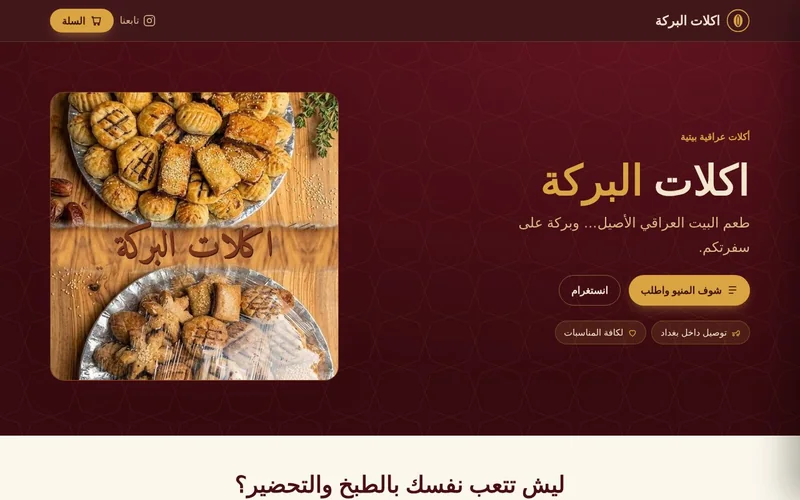 اكلات البركة
تابعنا
السلة
أكلات عراقية بيتية
اكلات البركة
طعم البيت العراقي الأصيل... وبركة على
سفرتكم.
شوف المنيو واطلب
انستغرام
توصيل داخل بغداد
لكافة المناسبات
اكلات البركة
ليش تتعب نفسك بالطبخ والتحضير؟